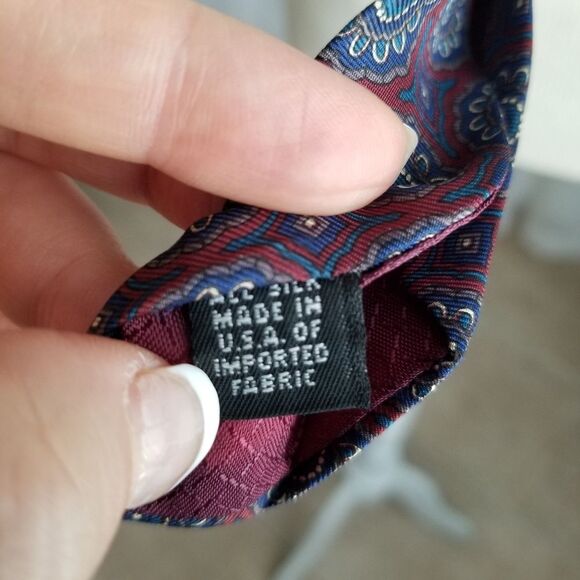 ALL SILK
MADE IN
U.S.A. OF
IMPORTED
FABRIC